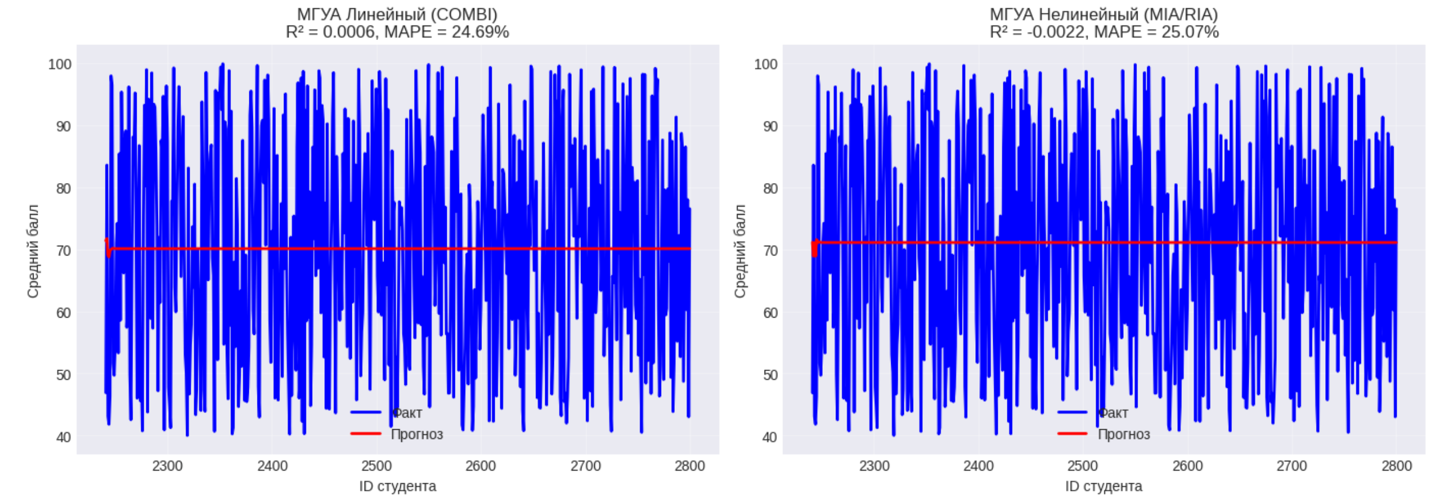 МГУА Линейный (COMBI)
R² = 0.0006, MAPE = 24.69%
100
90
80
70
60
50
40
Средний балл
2300
2400
2500
2600
2700
2800
ID студента
Факт
Прогноз
МГУА Нелинейный (MIA/RIA)
R² = -0.0022, MAPE = 25.07%
100
90
80
70
60
50
40
Средний балл
2300
2400
2500
2600
2700
2800
ID студента
Факт
Прогноз